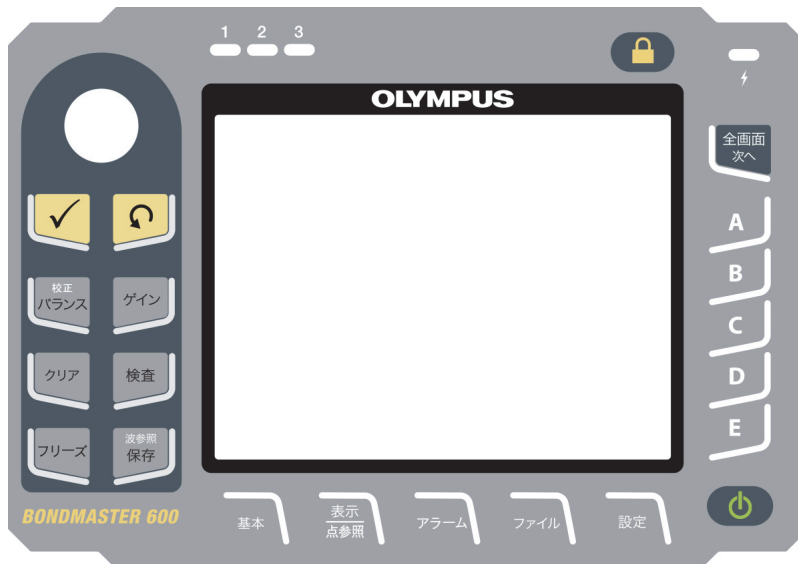 1 2 3
OLYMPUS
全画面
次へ
A
B
C
D
E
校正
バランス
ゲイン
クリア
検査
フリーズ
波参照
保存
BONDMASTER 600
基本
表示
点参照
アラーム
ファイル
設定